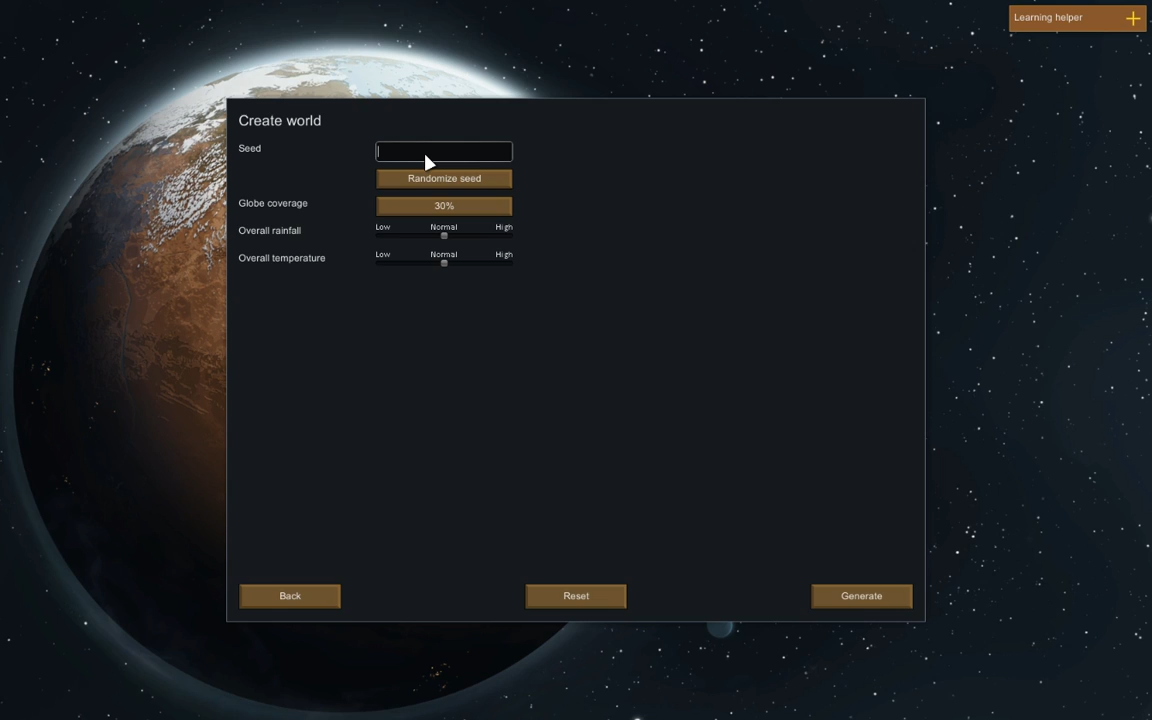 Learning helper
Create world
Seed
Randomize seed
Globe coverage 30%
Overall rainfall Low Normal High
Overall temperature Low Normal High
Back Reset Generate